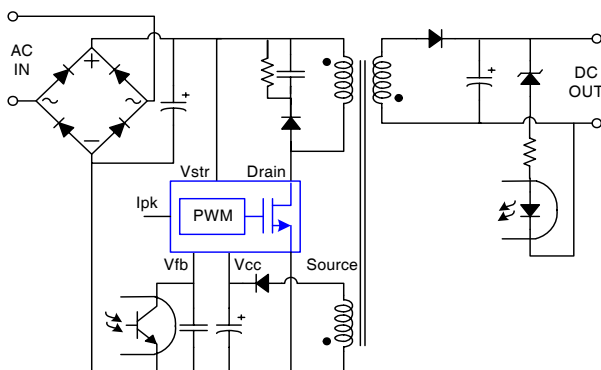 AC
IN
DC
OUT
Vstr
Drain
Ipk
PWM
Vfb
Vcc
Source